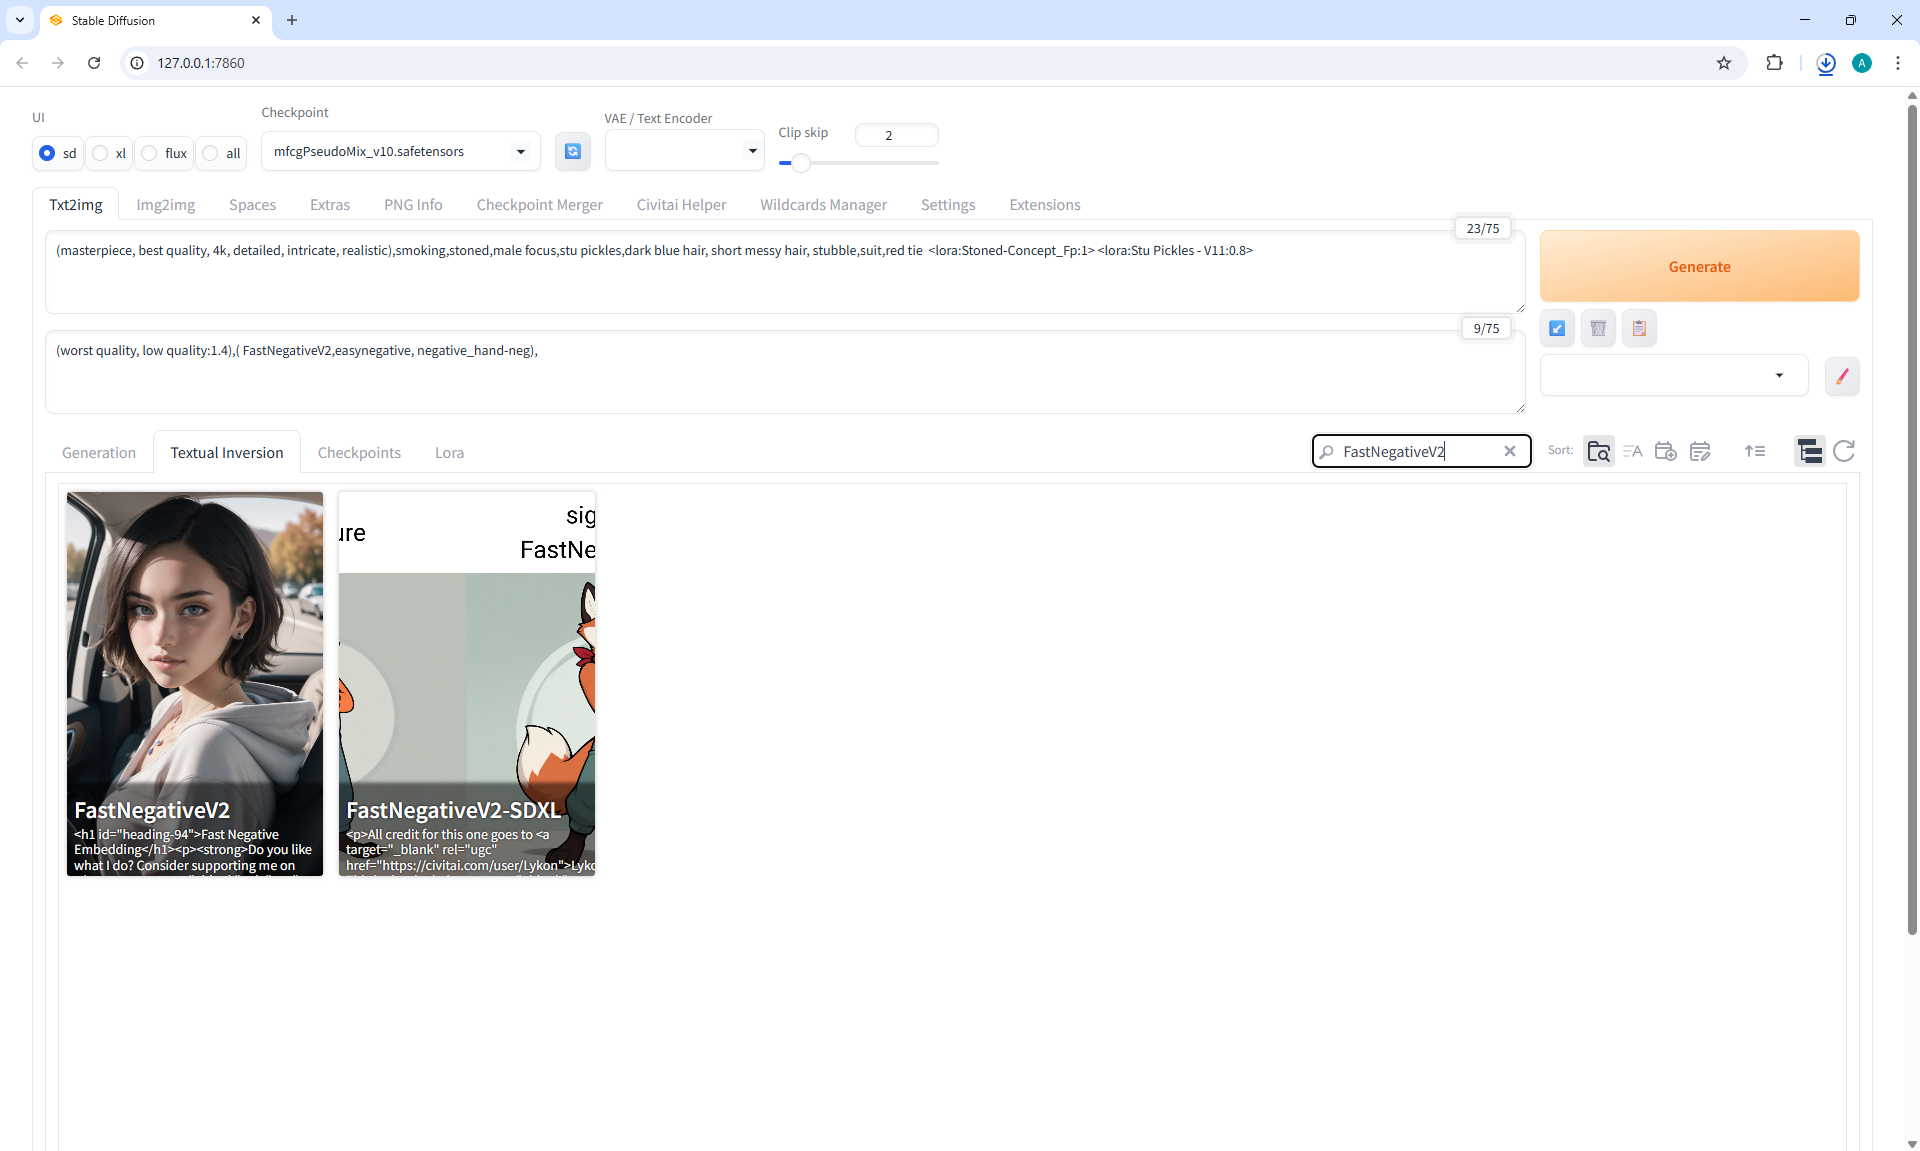 Stable Diffusion
127.0.0.1:7860
UI
sd
xl
flux
all
Checkpoint
mfcgPseudoMix_v10.safetensors
VAE / Text Encoder
Clip skip
2
Txt2img
Img2img
Spaces
Extras
PNG Info
Checkpoint Merger
Civitai Helper
Wildcards Manager
Settings
Extensions
23/75
(masterpiece, best quality, 4k, detailed, intricate, realistic),smoking,stoned,male focus,stu pickles,dark blue hair, short messy hair, stubble,suit,red tie <lora:Stoned-Concept_Fp:1> <lora:Stu Pickles - V11:0.8>
Generate
9/75
(worst quality, low quality:1.4),( FastNegativeV2,easynegative, negative_hand-neg),
Generation
Textual Inversion
Checkpoints
Lora
FastNegativeV2
Sort:
ure
sig
FastNe
FastNegativeV2
<h1 id="heading-94">Fast Negative
Embedding</h1><p><strong>Do you like
what I do? Consider supporting me on
FastNegativeV2-SDXL
<p>All credit for this one goes to <a
target="_blank" rel="ugc"
href="https://civitai.com/user/Lykon">Lyko
A